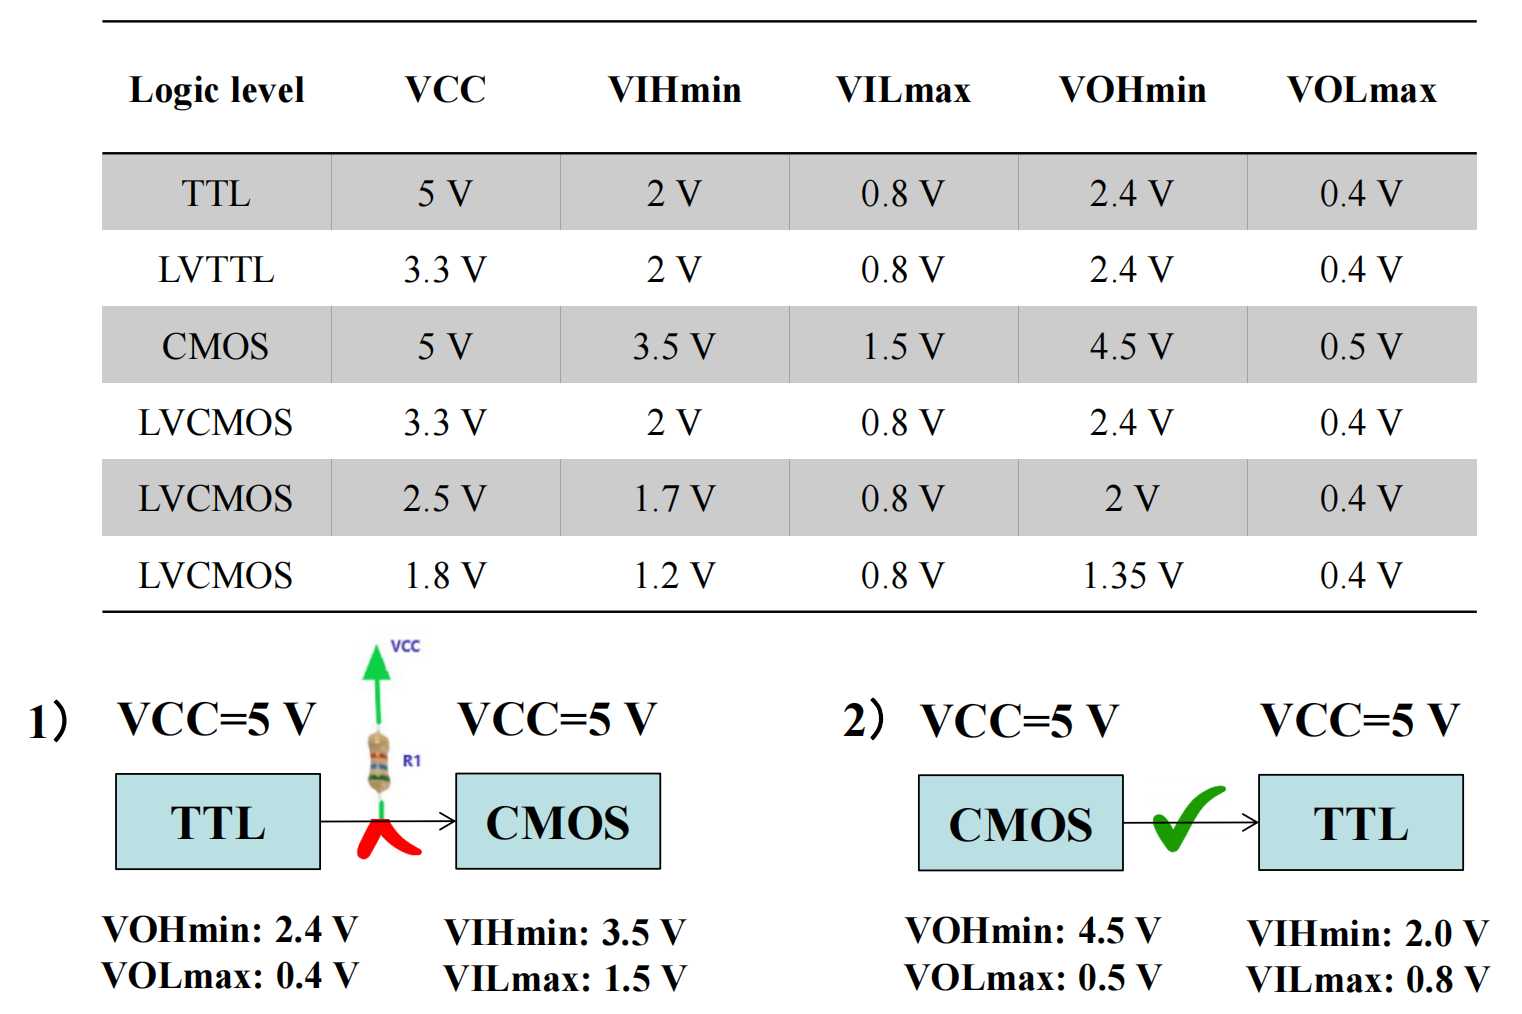 Logic level VCC VIHmin VILmax VOHmin VOLmax
TTL 5 V 2 V 0.8 V 2.4 V 0.4 V
LVTTL 3.3 V 2 V 0.8 V 2.4 V 0.4 V
CMOS 5 V 3.5 V 1.5 V 4.5 V 0.5 V
LVCMOS 3.3 V 2 V 0.8 V 2.4 V 0.4 V
LVCMOS 2.5 V 1.7 V 0.8 V 2 V 0.4 V
LVCMOS 1.8 V 1.2 V 0.8 V 1.35 V 0.4 V
VCC
1) VCC=5 V VCC=5 V
R1
TTL CMOS
VOHmin: 2.4 V VIHmin: 3.5 V
VOLmax: 0.4 V VILmax: 1.5 V
2) VCC=5 V VCC=5 V
CMOS TTL
VOHmin: 4.5 V VIHmin: 2.0 V
VOLmax: 0.5 V VILmax: 0.8 V